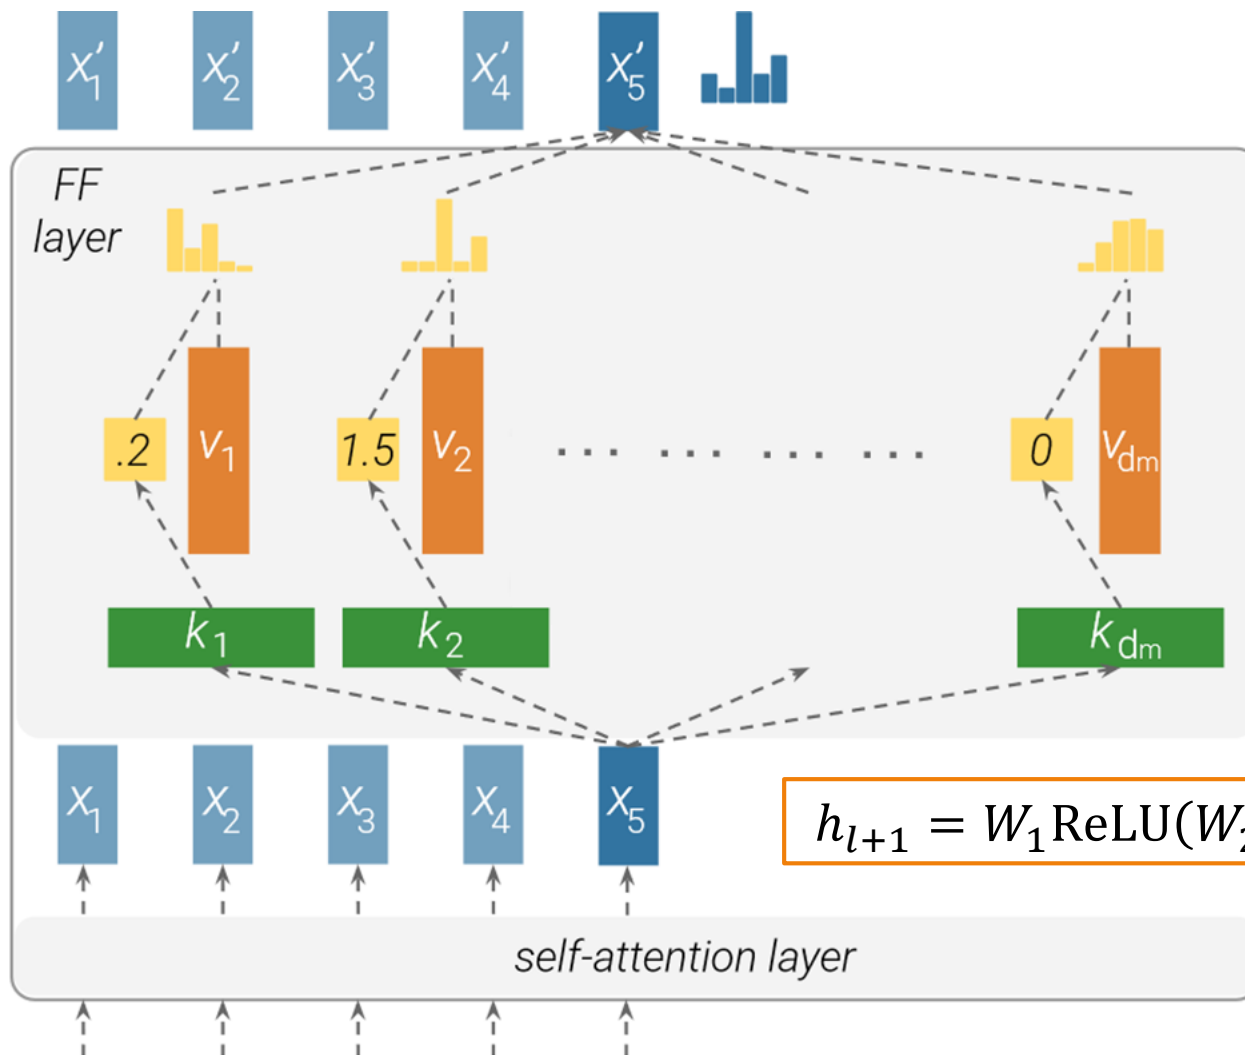 x′1 x′2 x′3 x′4 x′5
FF
layer
.2 v1 1.5 v2 0 vdm
k1 k2 kdm
x1 x2 x3 x4 x5
hl+1 = W1ReLU(W2
self-attention layer